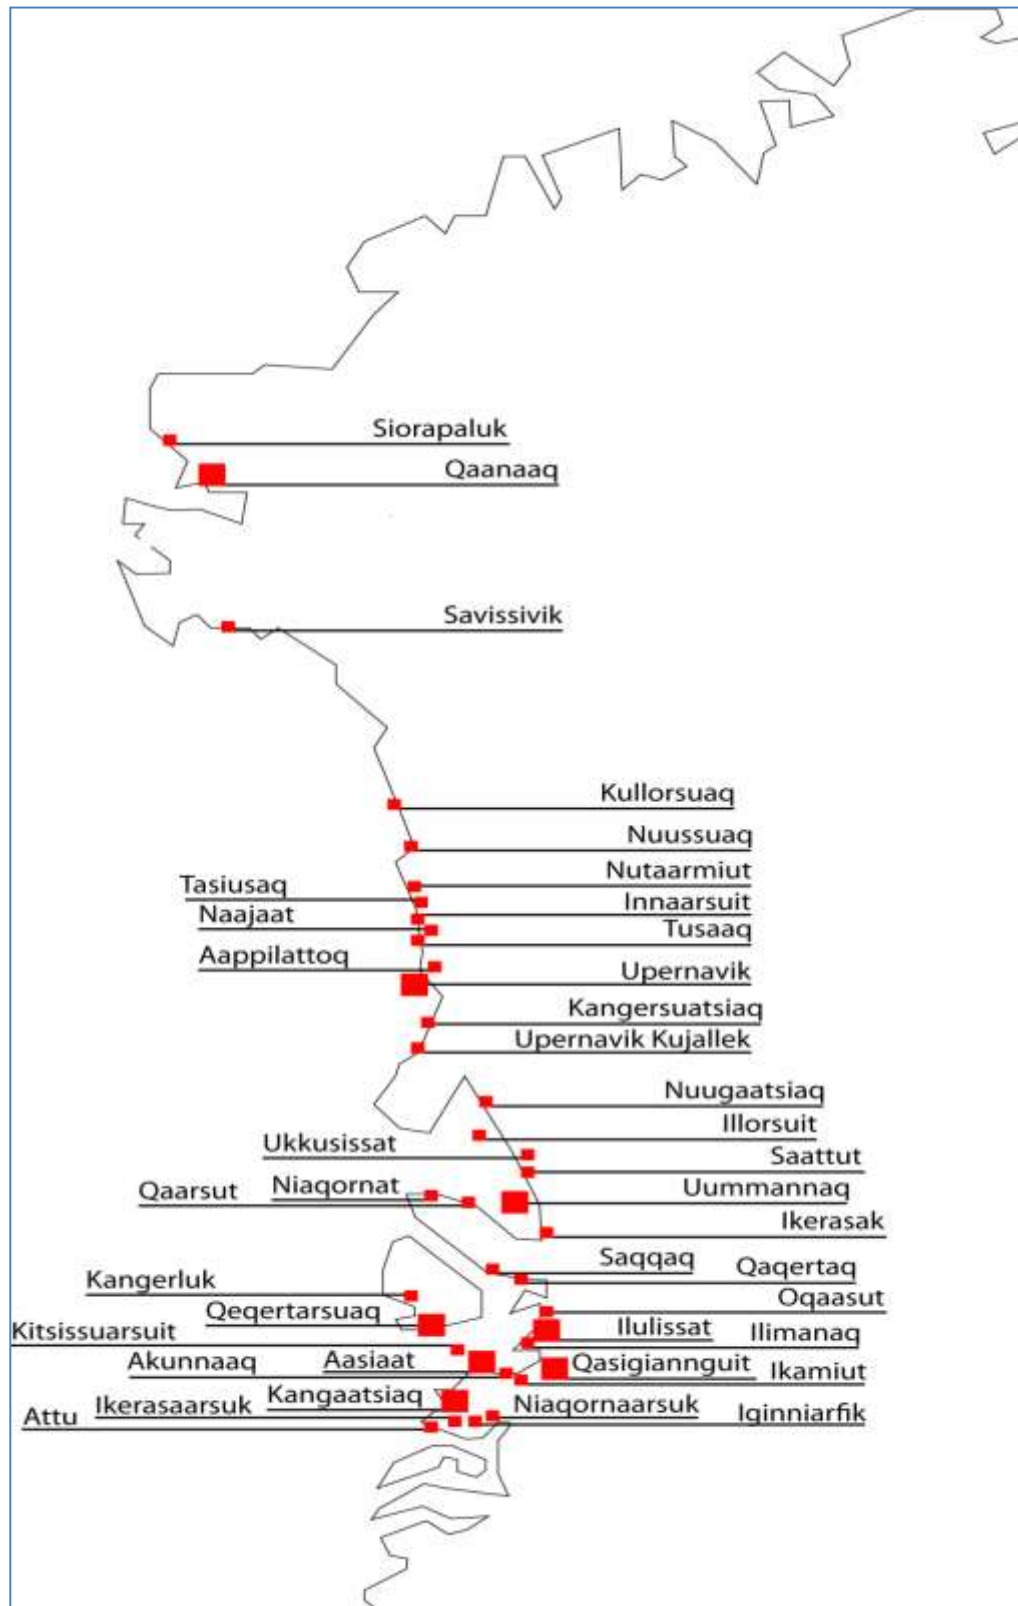 Siorapaluk
Qaanaaq
Savissivik
Kullorsuaq
Nuussuaq
Nutaarmiut
Tasiusaq
Innaarsuit
Naajaat
Tusaaq
Aappilattoq
Upernavik
Kangersuatsiaq
Upernavik Kujallek
Nuugaatsiaq
Illorsuit
Ukkusissat
Saattut
Qaarsut
Niaqornat
Uummannaq
Ikerasak
Saqqaq
Qaqertaq
Kangerluk
Oqaasut
Qeqertarsuaq
Ilulissat
Ilimanaq
Kitsissuarsuit
Akunnaaq
Aasiaat
Qasigiannguit
Ikamiut
Kangaatsiaq
Ikerasaarsuk
Niaqornaarsuk
Iginniarfik
Attu